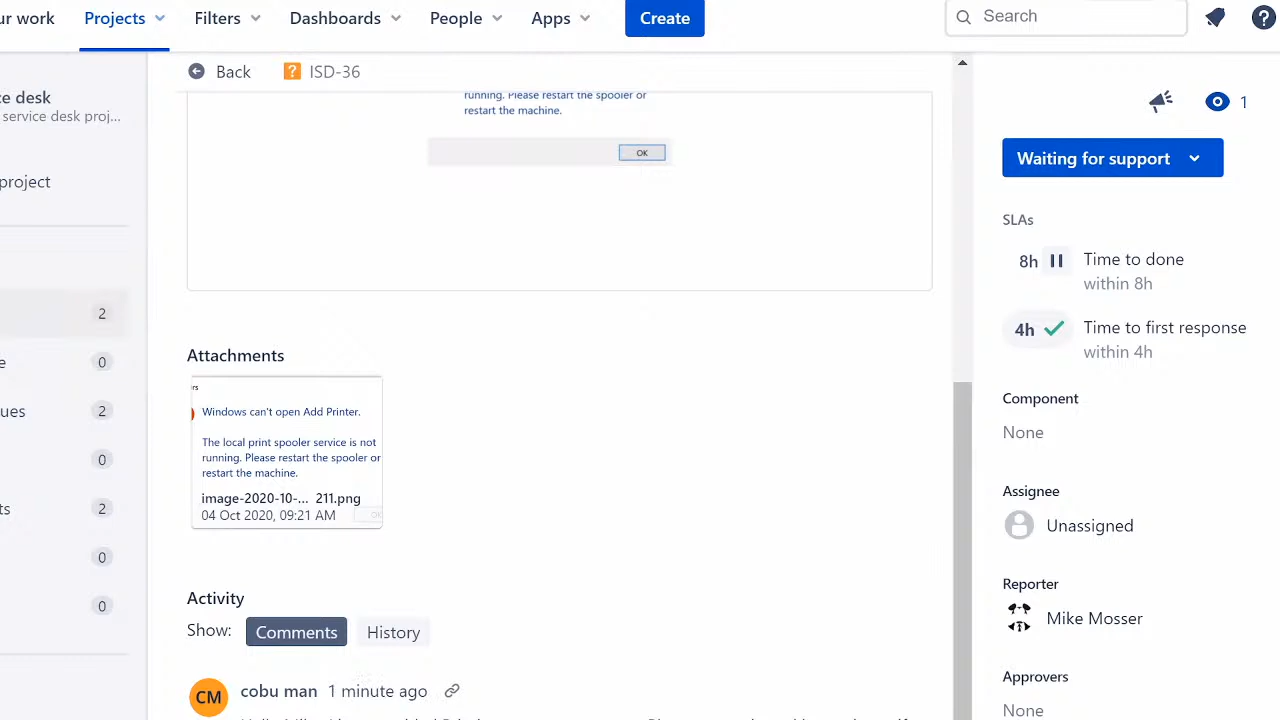 ur work Projects Filters Dashboards People Apps Create Search
Back ISD-36
ce desk
service desk proj...
project
running. Please restart the spooler or
restart the machine.
OK
1
Waiting for support
SLAs
8h Time to done
within 8h
4h Time to first response
within 4h
2
e 0
ues 2
0
ts 2
0
0
Attachments
rs
Windows can't open Add Printer.
The local print spooler service is not
running. Please restart the spooler or
restart the machine.
image-2020-10-... 211.png
04 Oct 2020, 09:21 AM
OK
Component
None
Assignee
Unassigned
Activity
Show: Comments History
Reporter
Mike Mosser
CM cobu man 1 minute ago
Approvers
None